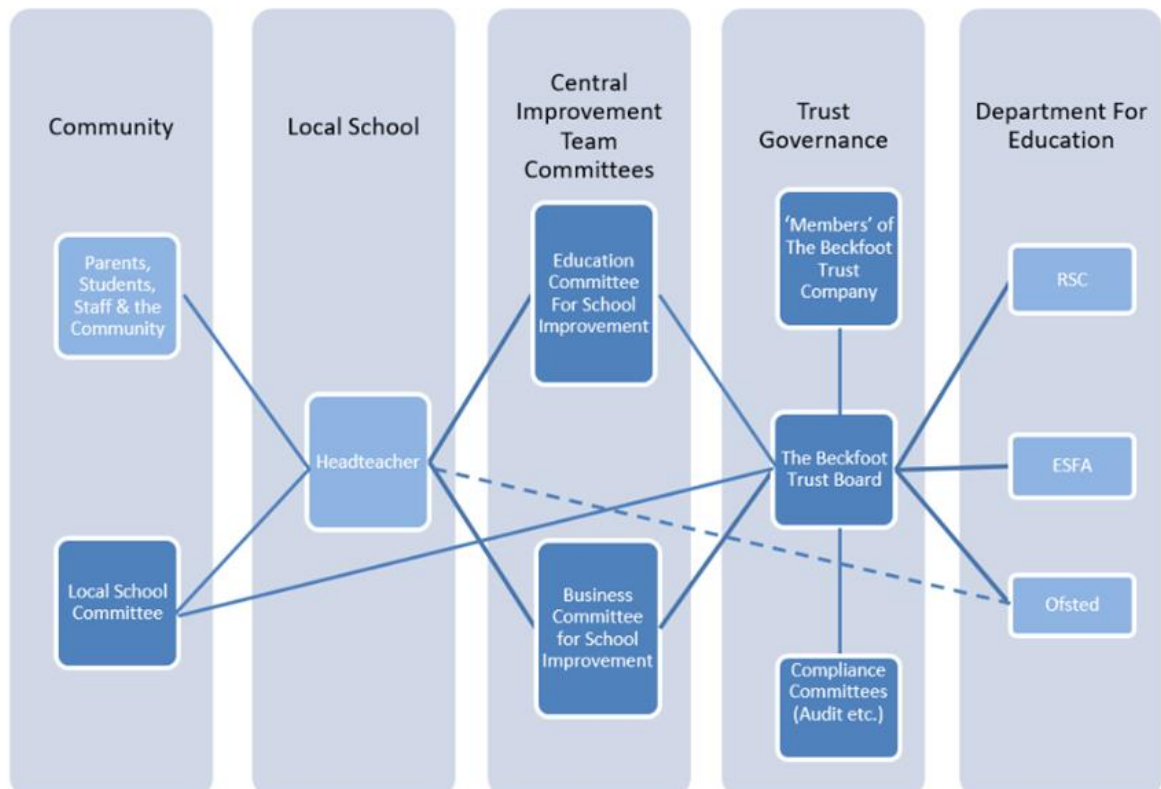 Community
Local School
Central
Improvement
Team
Committees
Trust
Governance
Department For
Education
Parents,
Students,
Staff & the
Community
Local School
Committee
Headteacher
Education
Committee
For School
Improvement
Business
Committee
for School
Improvement
‘Members’ of
The Beckfoot
Trust
Company
The Beckfoot
Trust Board
Compliance
Committees
(Audit etc.)
RSC
ESFA
Ofsted